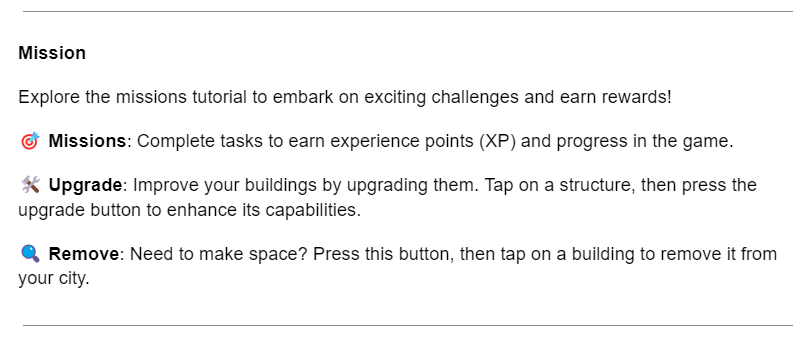 Mission
Explore the missions tutorial to embark on exciting challenges and earn rewards!
🎯 Missions: Complete tasks to earn experience points (XP) and progress in the game.
🛠️ Upgrade: Improve your buildings by upgrading them. Tap on a structure, then press the
upgrade button to enhance its capabilities.
🔍 Remove: Need to make space? Press this button, then tap on a building to remove it from
your city.